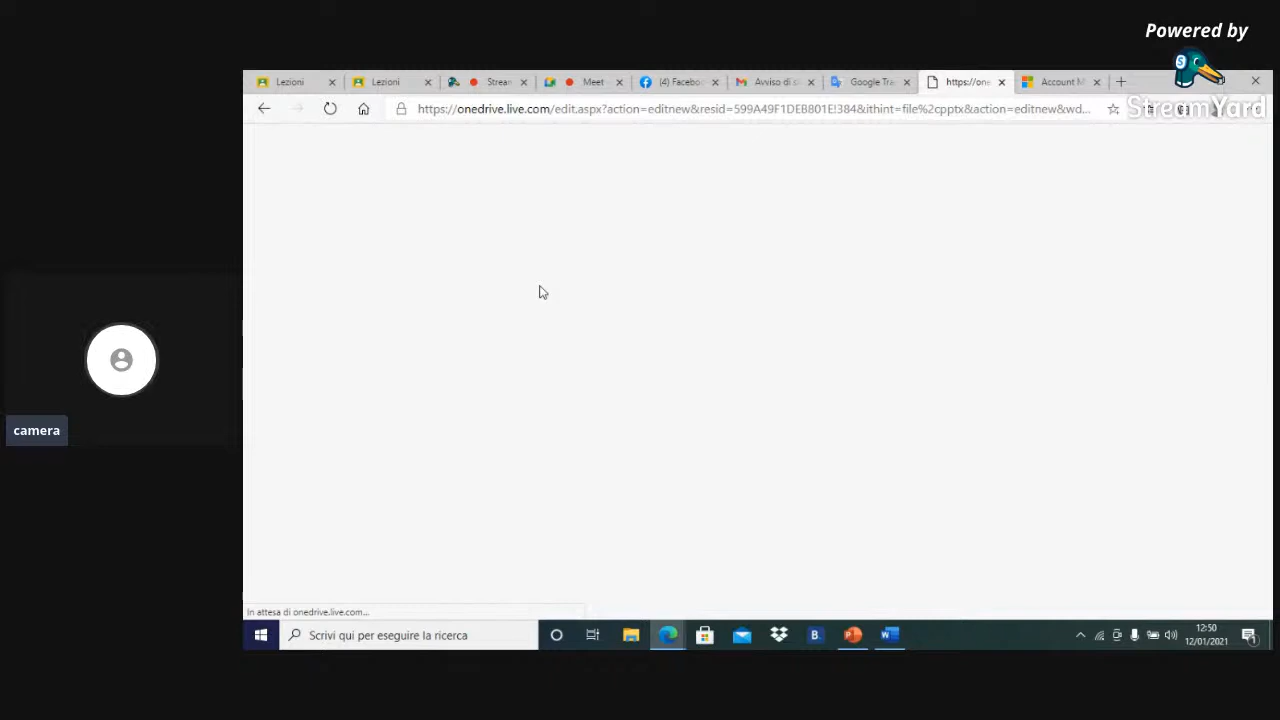 Powered by
StreamYard
Lezioni
Lezioni
Strea
Meet
(4) Facebo
Avviso di s
Google Tra
https://one
Account M
https://onedrive.live.com/edit.aspx?action=editnew&resid=599A49F1DEB801E!384&ithint=file%2cpptx&action=editnew&wd...
camera
In attesa di onedrive.live.com...
Scrivi qui per eseguire la ricerca
B.
12:50
12/01/2021